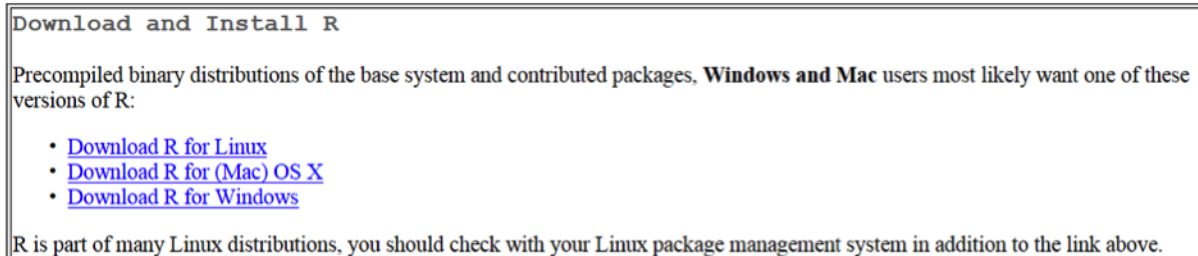 Download and Install R
Precompiled binary distributions of the base system and contributed packages, Windows and Mac users most likely want one of these
versions of R:
• Download R for Linux
• Download R for (Mac) OS X
• Download R for Windows
R is part of many Linux distributions, you should check with your Linux package management system in addition to the link above.